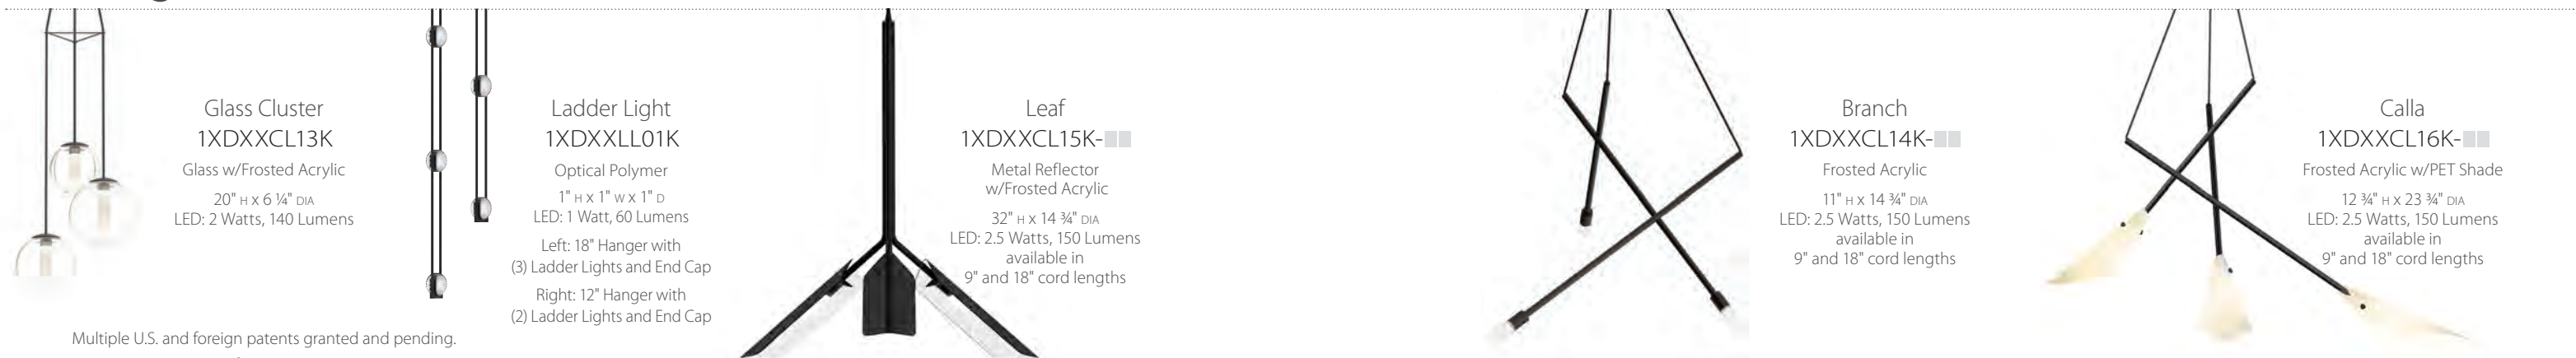 Glass Cluster
1XDXXCL13K
Glass w/Frosted Acrylic
20" H x 6 ¼" DIA
LED: 2 Watts, 140 Lumens
Multiple U.S. and foreign patents granted and pending.
Ladder Light
1XDXXLL01K
Optical Polymer
1" H x 1" W x 1" D
LED: 1 Watt, 60 Lumens
Left: 18" Hanger with
(3) Ladder Lights and End Cap
Right: 12" Hanger with
(2) Ladder Lights and End Cap
Leaf
1XDXXCL15K-
Metal Reflector
w/Frosted Acrylic
32" H x 14 ¾" DIA
LED: 2.5 Watts, 150 Lumens
available in
9" and 18" cord lengths
Branch
1XDXXCL14K-
Frosted Acrylic
11" H x 14 ¾" DIA
LED: 2.5 Watts, 150 Lumens
available in
9" and 18" cord lengths
Calla
1XDXXCL16K-
Frosted Acrylic w/PET Shade
12 ¾" H x 23 ¾" DIA
LED: 2.5 Watts, 150 Lumens
available in
9" and 18" cord lengths